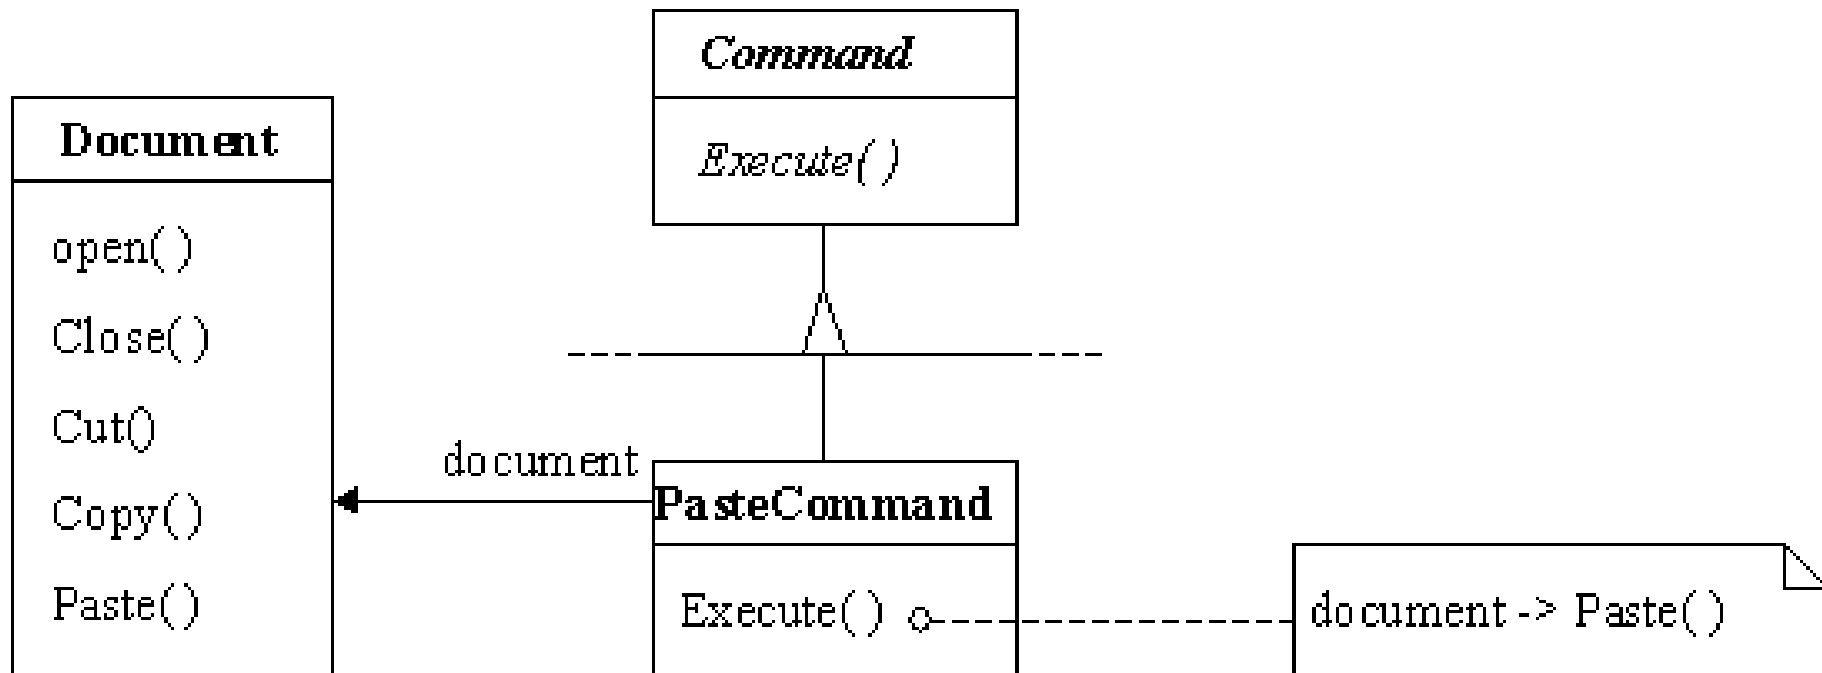 Command
Execute( )
Document
open( )
Close( )
Cut()
Copy( )
Paste( )
document
PasteCommand
Execute( )
document -> Paste( )